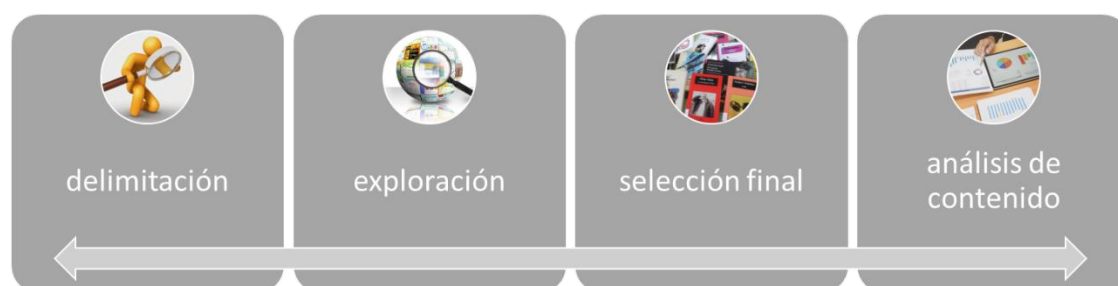 delimitación
exploración
selección final
análisis de
contenido